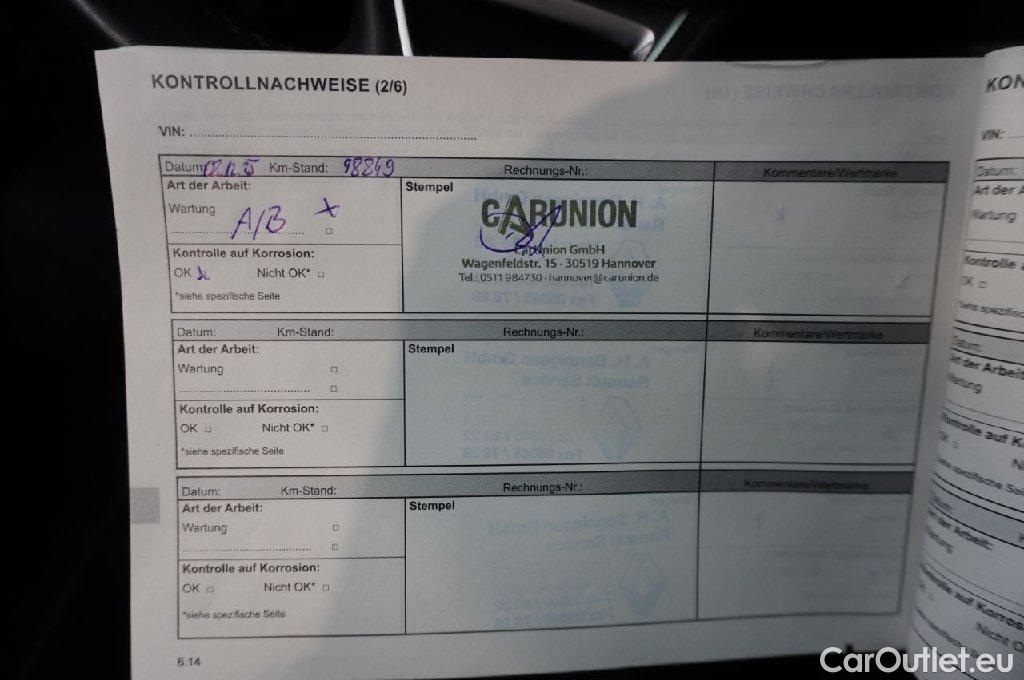 KONTROLLNACHWEISE (2/6)
VIN:
Datum: Km-Stand: 98849 Rechnungs-Nr.: Kommentare/Wertmarke
Art der Arbeit:
Wartung
A/B
Kontrolle auf Korrosion:
OK Nicht OK*
*siehe spezifische Seite
Stempel
CARUNION
CarUnion GmbH
Wagenfeldstr. 15 · 30519 Hannover
Tel.: 0511 984730 · hannover@carunion.de
Datum: Km-Stand: Rechnungs-Nr.: Kommentare/Wertmarke
Art der Arbeit:
Wartung
Kontrolle auf Korrosion:
OK Nicht OK*
*siehe spezifische Seite
Stempel
Datum: Km-Stand: Rechnungs-Nr.: Kommentare/Wertmarke
Art der Arbeit:
Wartung
Kontrolle auf Korrosion:
OK Nicht OK*
*siehe spezifische Seite
Stempel
6.14
CarOutlet.eu